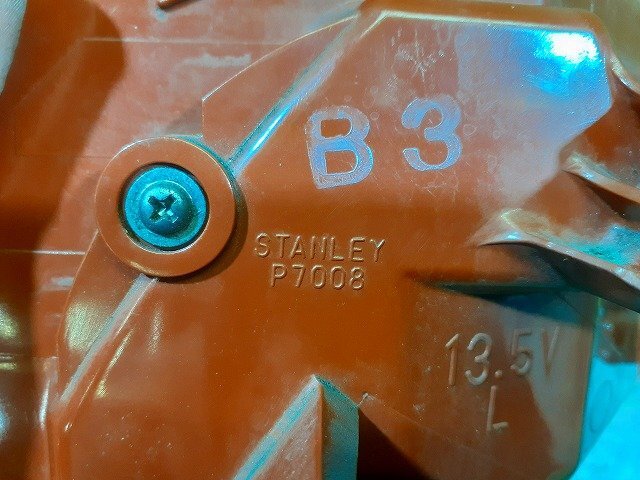 B3
STANLEY
P7008
13.5V
L